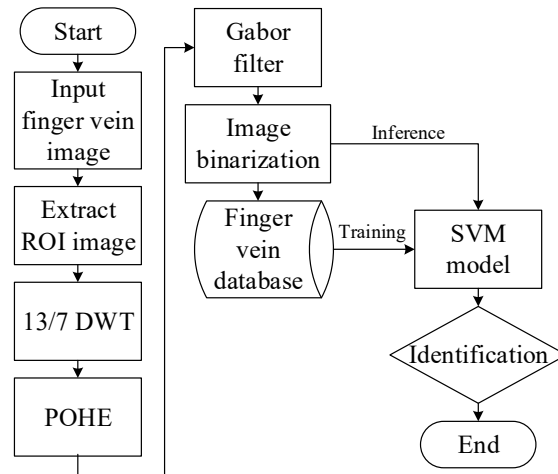 Start
Input
finger vein
image
Extract
ROI image
13/7 DWT
POHE
Gabor
filter
Image
binarization
Inference
Finger
vein
database
Training
SVM
model
Identification
End